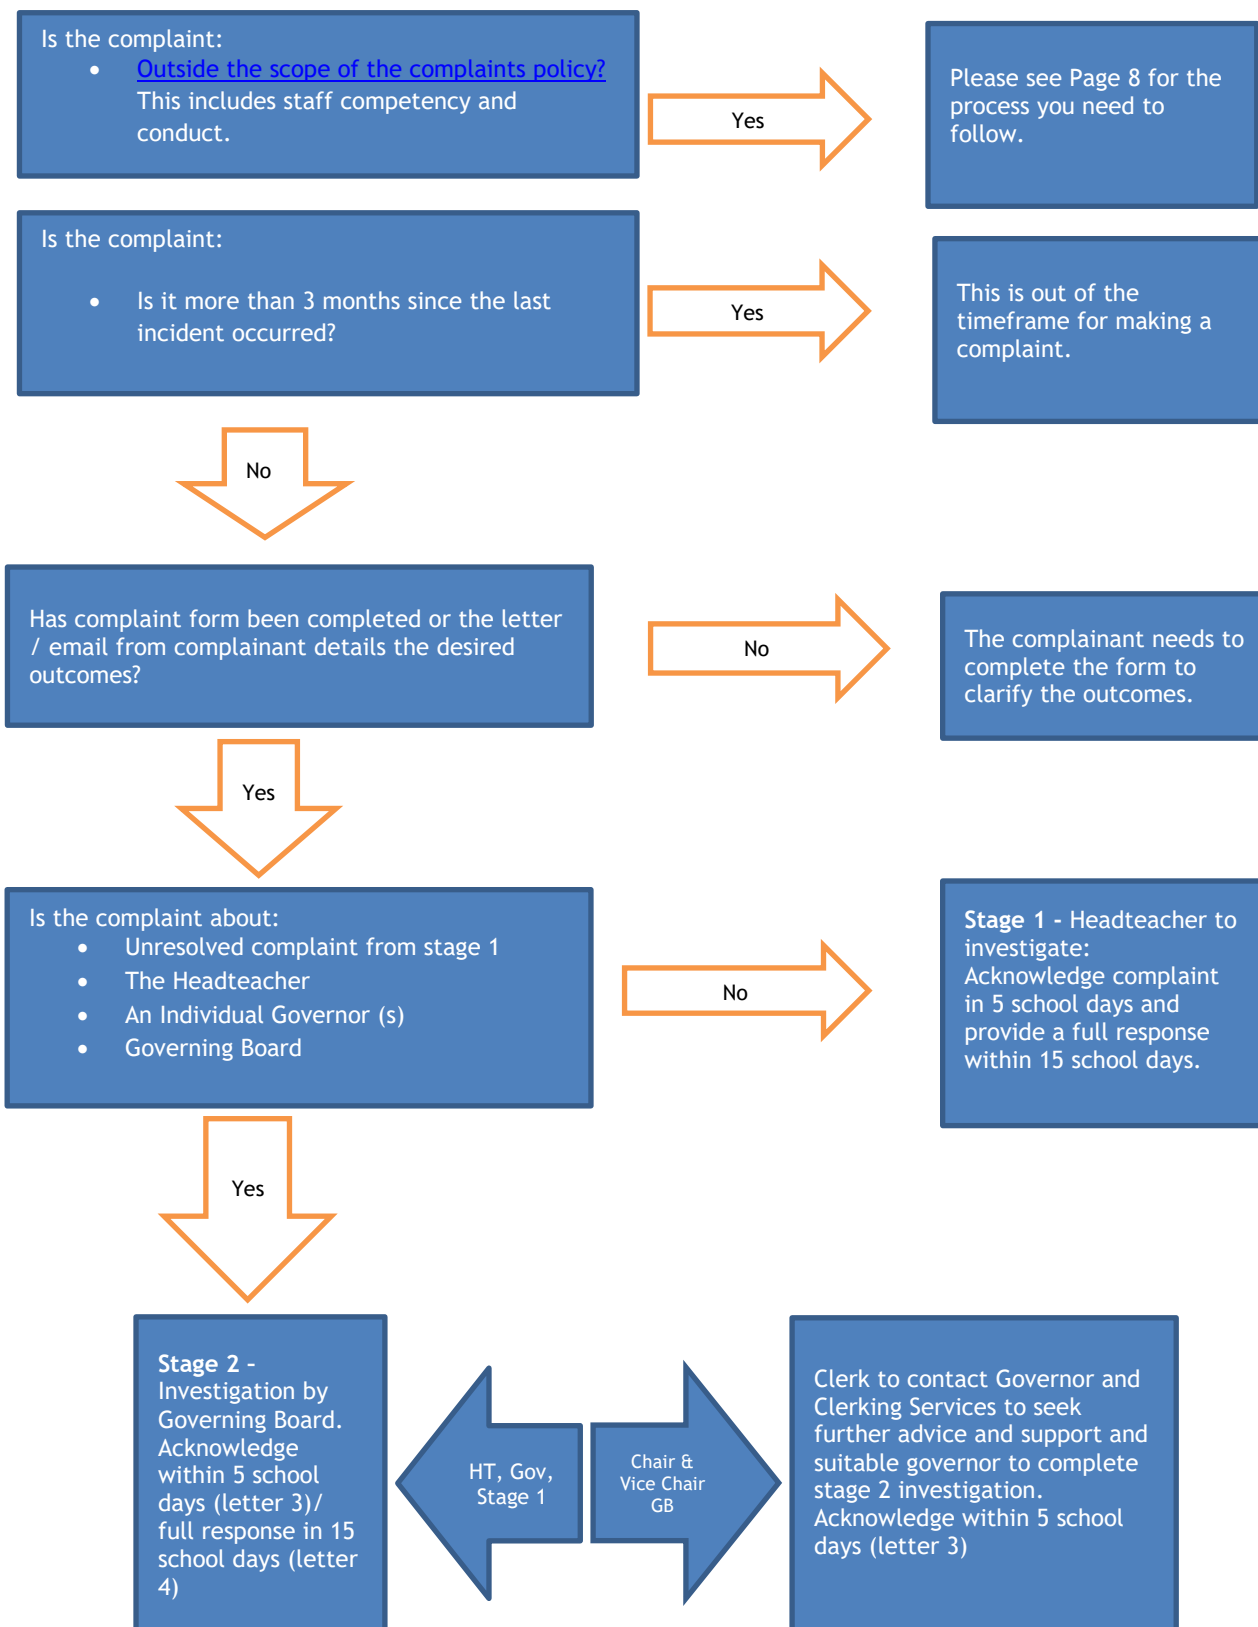 Is the complaint:
• Outside the scope of the complaints policy?
This includes staff competency and
conduct.
Yes
Please see Page 8 for the
process you need to
follow.
Is the complaint:
• Is it more than 3 months since the last
incident occurred?
Yes
This is out of the
timeframe for making a
complaint.
No
Has complaint form been completed or the letter
/ email from complainant details the desired
outcomes?
No
The complainant needs to
complete the form to
clarify the outcomes.
Yes
Is the complaint about:
• Unresolved complaint from stage 1
• The Headteacher
• An Individual Governor (s)
• Governing Board
No
Stage 1 - Headteacher to
investigate:
Acknowledge complaint
in 5 school days and
provide a full response
within 15 school days.
Yes
Stage 2 –
Investigation by
Governing Board.
Acknowledge
within 5 school
days (letter 3)/
full response in 15
school days (letter
4)
HT, Gov,
Stage 1
Chair &
Vice Chair
GB
Clerk to contact Governor and
Clerking Services to seek
further advice and support and
suitable governor to complete
stage 2 investigation.
Acknowledge within 5 school
days (letter 3)